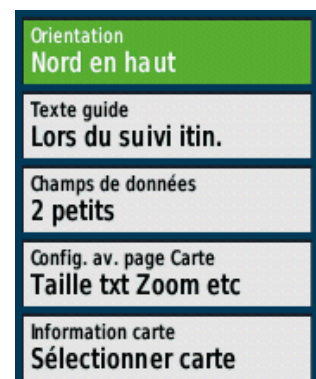 Orientation
Nord en haut
Texte guide
Lors du suivi itin.
Champs de données
2 petits
Config. av. page Carte
Taille txt Zoom etc
Information carte
Sélectionner carte